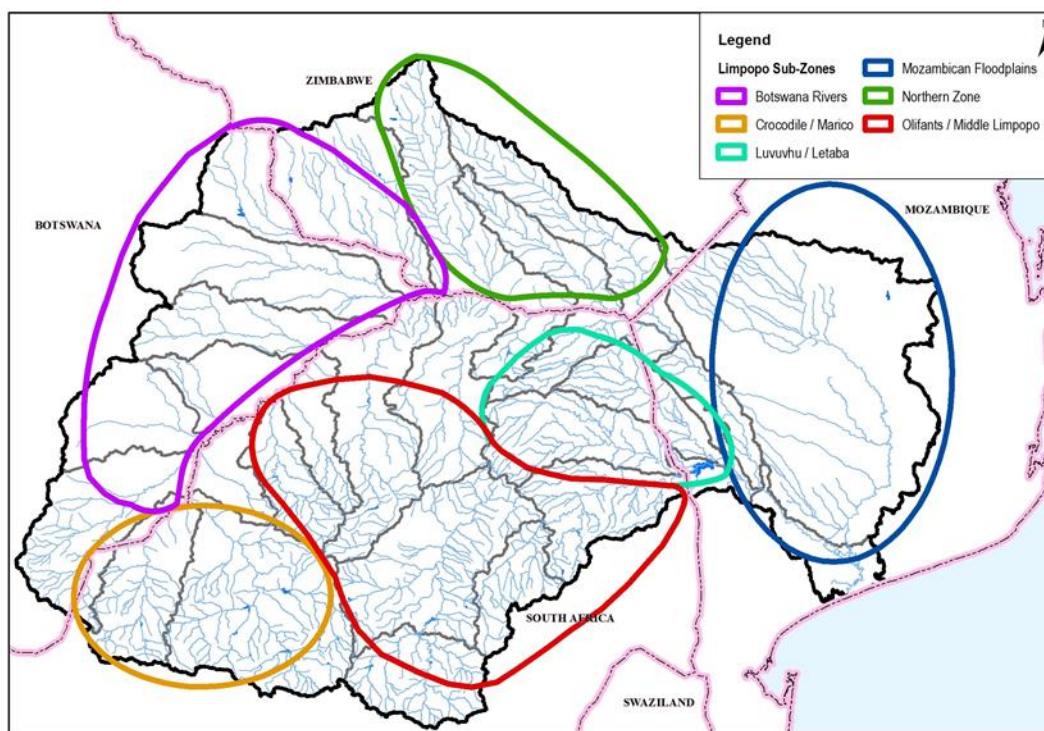 ZIMBABWE
BOTSWANA
MOZAMBIQUE
SOUTH AFRICA
SWAZILAND
Legend
Limpopo Sub-Zones
Botswana Rivers
Crocodile / Marico
Luvuvhu / Letaba
Mozambican Floodplains
Northern Zone
Olifants / Middle Limpopo